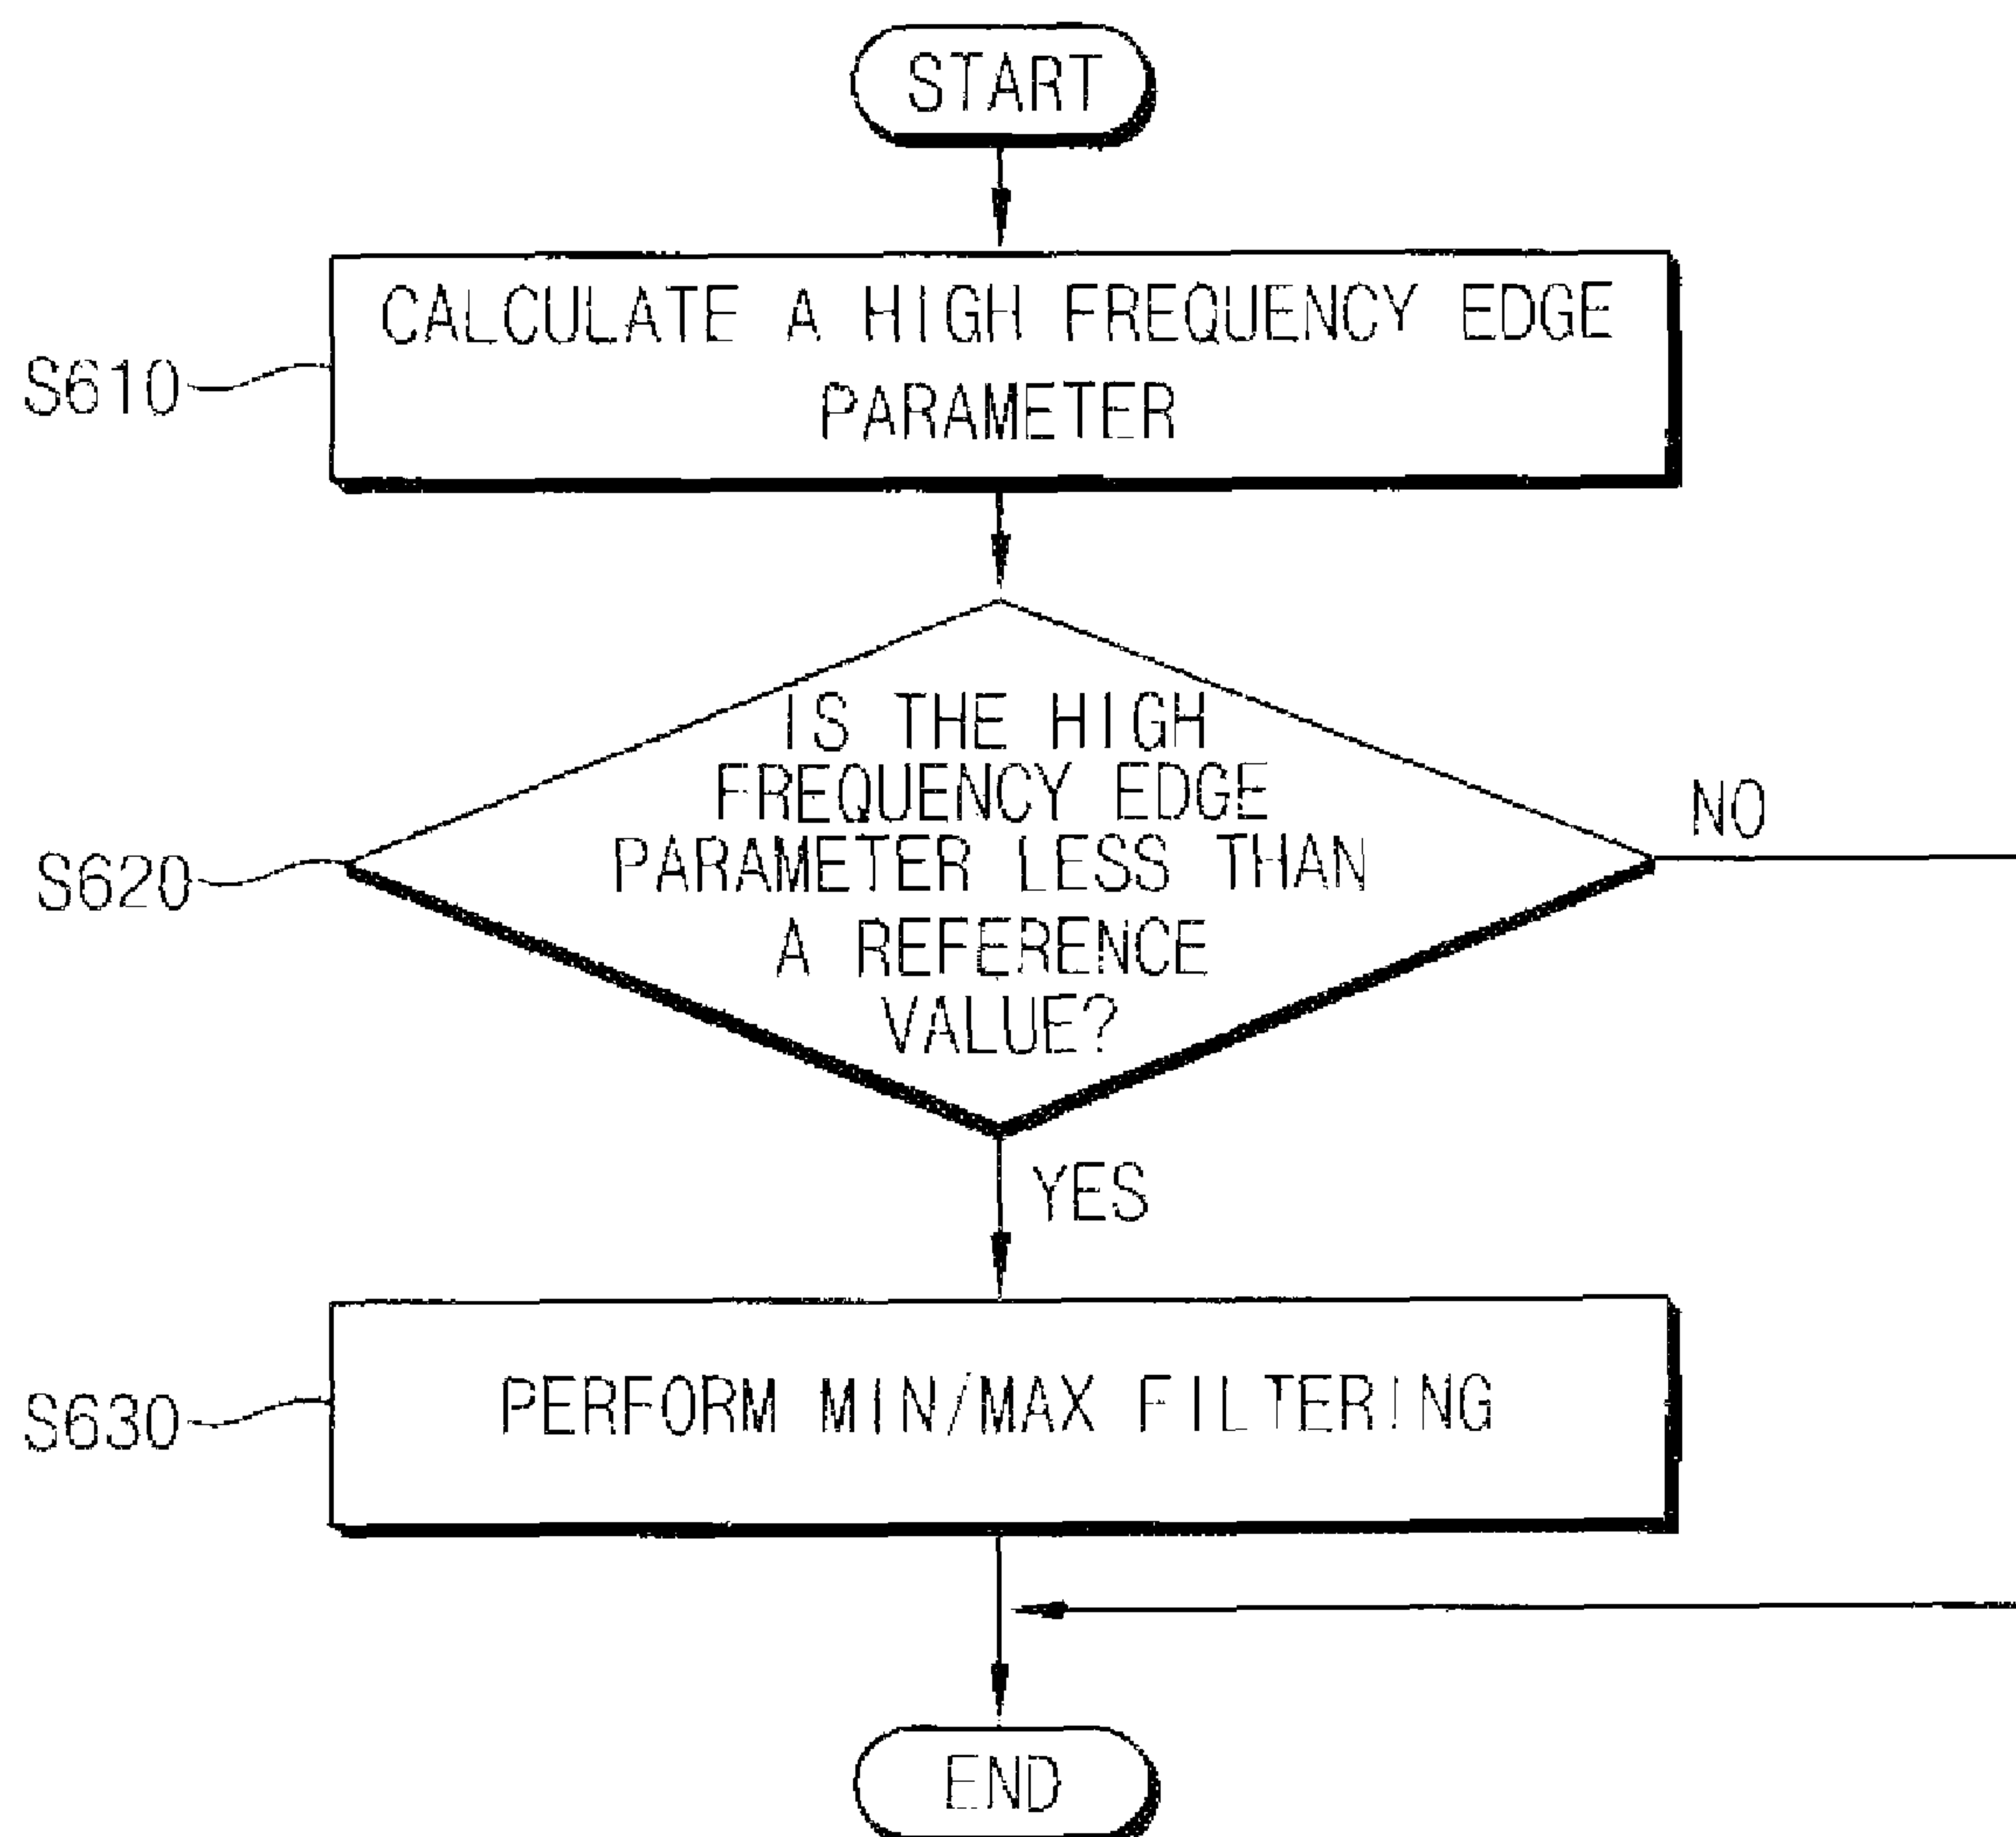 START
CALCULATE A HIGH FREQUENCY EDGE
PARAMETER
S610
IS THE HIGH
FREQUENCY EDGE
PARAMETER LESS THAN
A REFERENCE
VALUE?
NO
S620
YES
PERFORM MIN/MAX FILTERING
S630
END